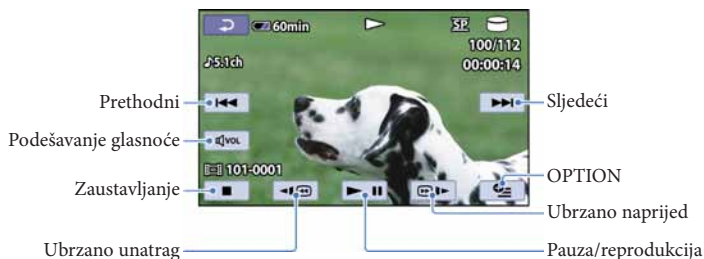 60min
SP
100/112
♪5.1ch
00:00:14
Prethodni
Sljedeći
Podešavanje glasnoće
VOL
101-0001
OPTION
Zaustavljanje
Ubrzano naprijed
Ubrzano unatrag
Pauza/reprodukcija